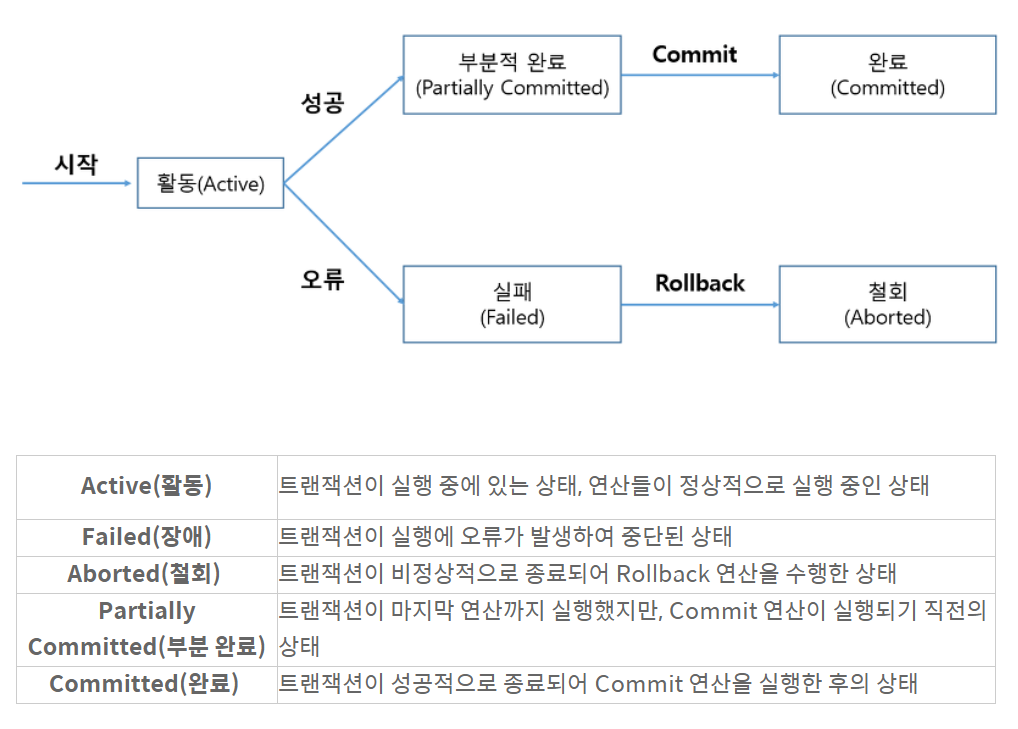 부분적 완료
(Partially Committed)
Commit
완료
(Committed)
성공
시작
활동(Active)
오류
실패
(Failed)
Rollback
철회
(Aborted)
Active(활동) 트랜잭션이 실행 중에 있는 상태, 연산들이 정상적으로 실행 중인 상태
Failed(장애) 트랜잭션이 실행에 오류가 발생하여 중단된 상태
Aborted(철회) 트랜잭션이 비정상적으로 종료되어 Rollback 연산을 수행한 상태
Partially
Committed(부분 완료)
트랜잭션이 마지막 연산까지 실행했지만, Commit 연산이 실행되기 직전의
상태
Committed(완료) 트랜잭션이 성공적으로 종료되어 Commit 연산을 실행한 후의 상태